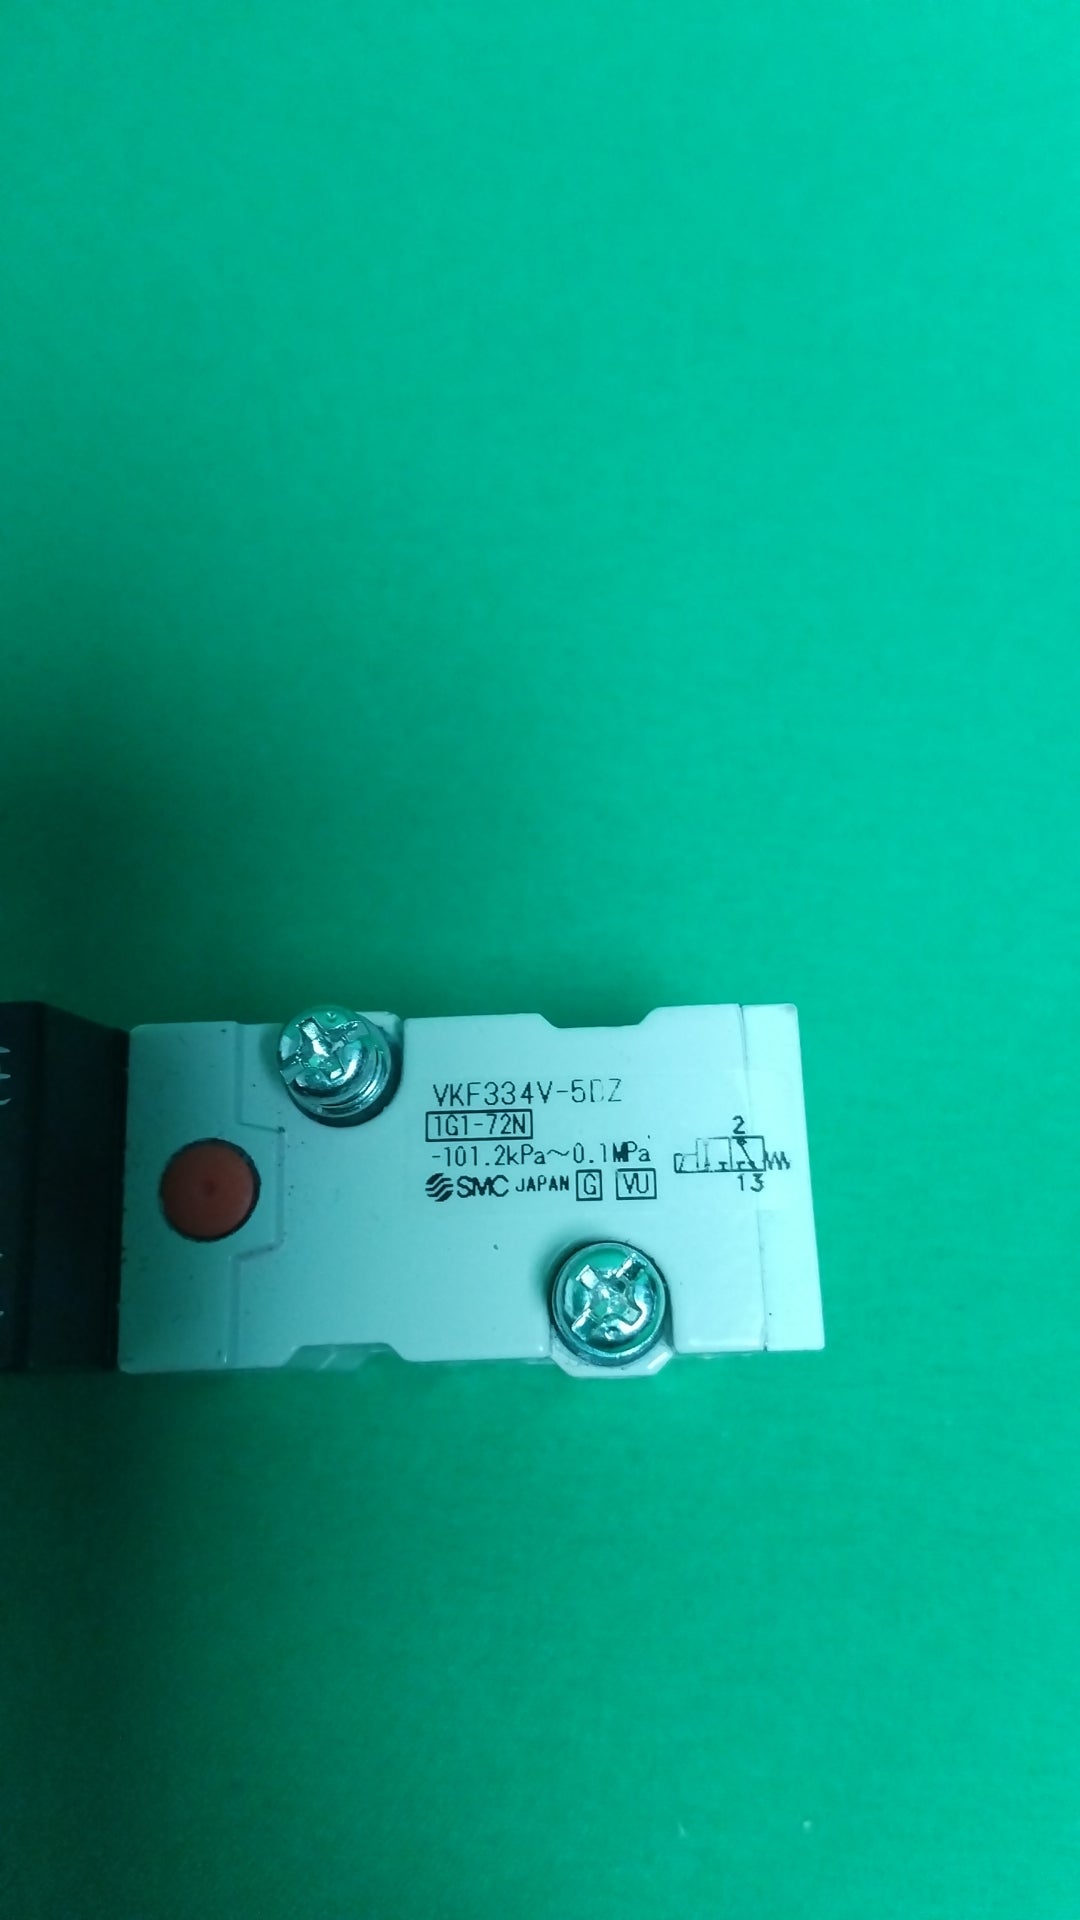 VKF334V-5DZ
1G1-72N
-101.2kPa~0.1MPa
SMC JAPAN G VU
2
13